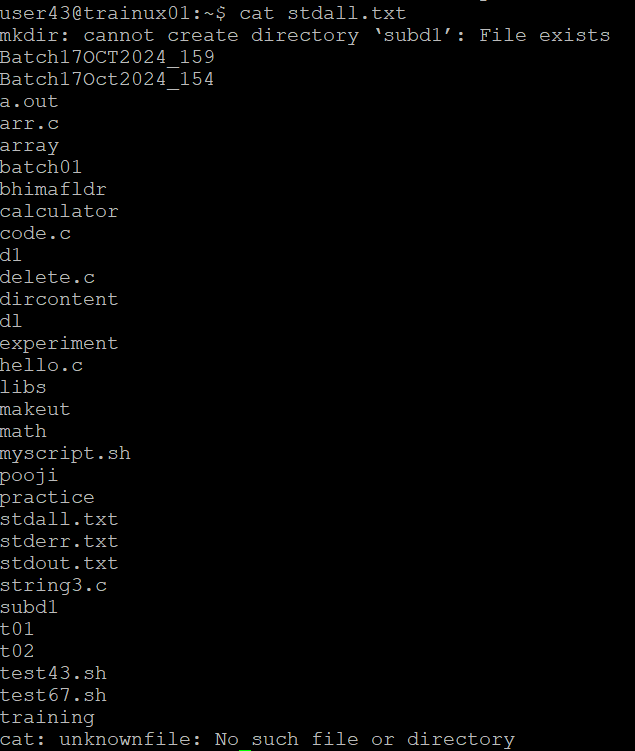 user43@trainux01:~$ cat stdall.txt
mkdir: cannot create directory ‘subd1’: File exists
Batch17OCT2024_159
Batch17Oct2024_154
a.out
arr.c
array
batch01
bhimafldr
calculator
code.c
d1
delete.c
dircontent
dl
experiment
hello.c
libs
makeut
math
myscript.sh
pooji
practice
stdall.txt
stderr.txt
stdout.txt
string3.c
subd1
t01
t02
test43.sh
test67.sh
training
cat: unknownfile: No such file or directory